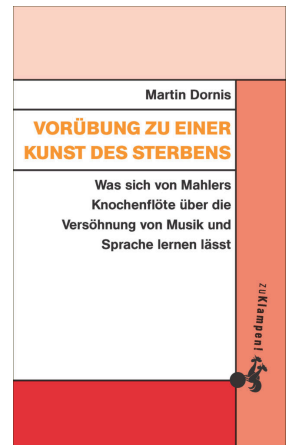 Martin Dornis
VORÜBUNG ZU EINER
KUNST DES STERBENS
Was sich von Mahlers
Knochenflöte über die
Versöhnung von Musik und
Sprache lernen lässt
zu Klampen!